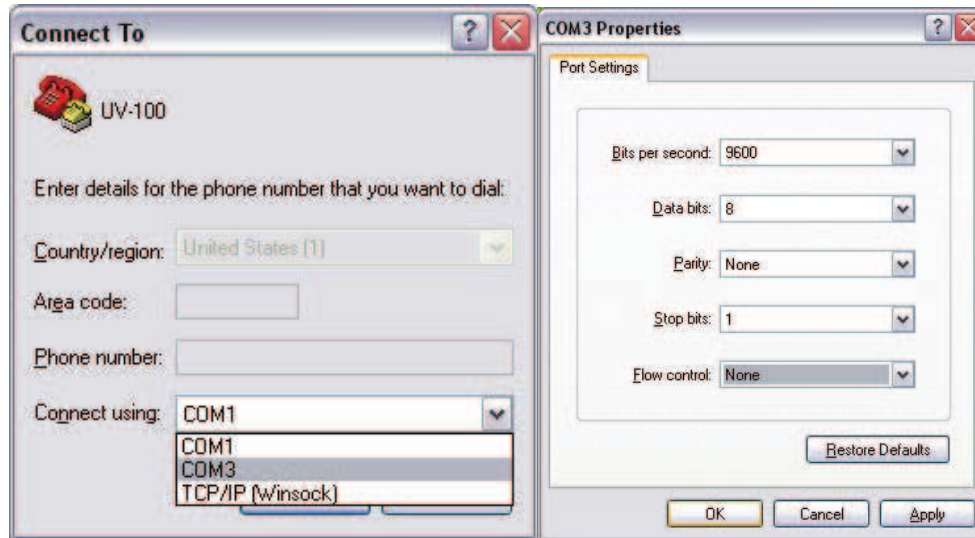 Connect To
UV-100
Enter details for the phone number that you want to dial:
Country/region: United States (1)
Area code:
Phone number:
Connect using: COM1
COM1
COM3
TCP/IP (Winsock)
COM3 Properties
Port Settings
Bits per second: 9600
Data bits: 8
Parity: None
Stop bits: 1
Flow control: None
Restore Defaults
OK Cancel Apply